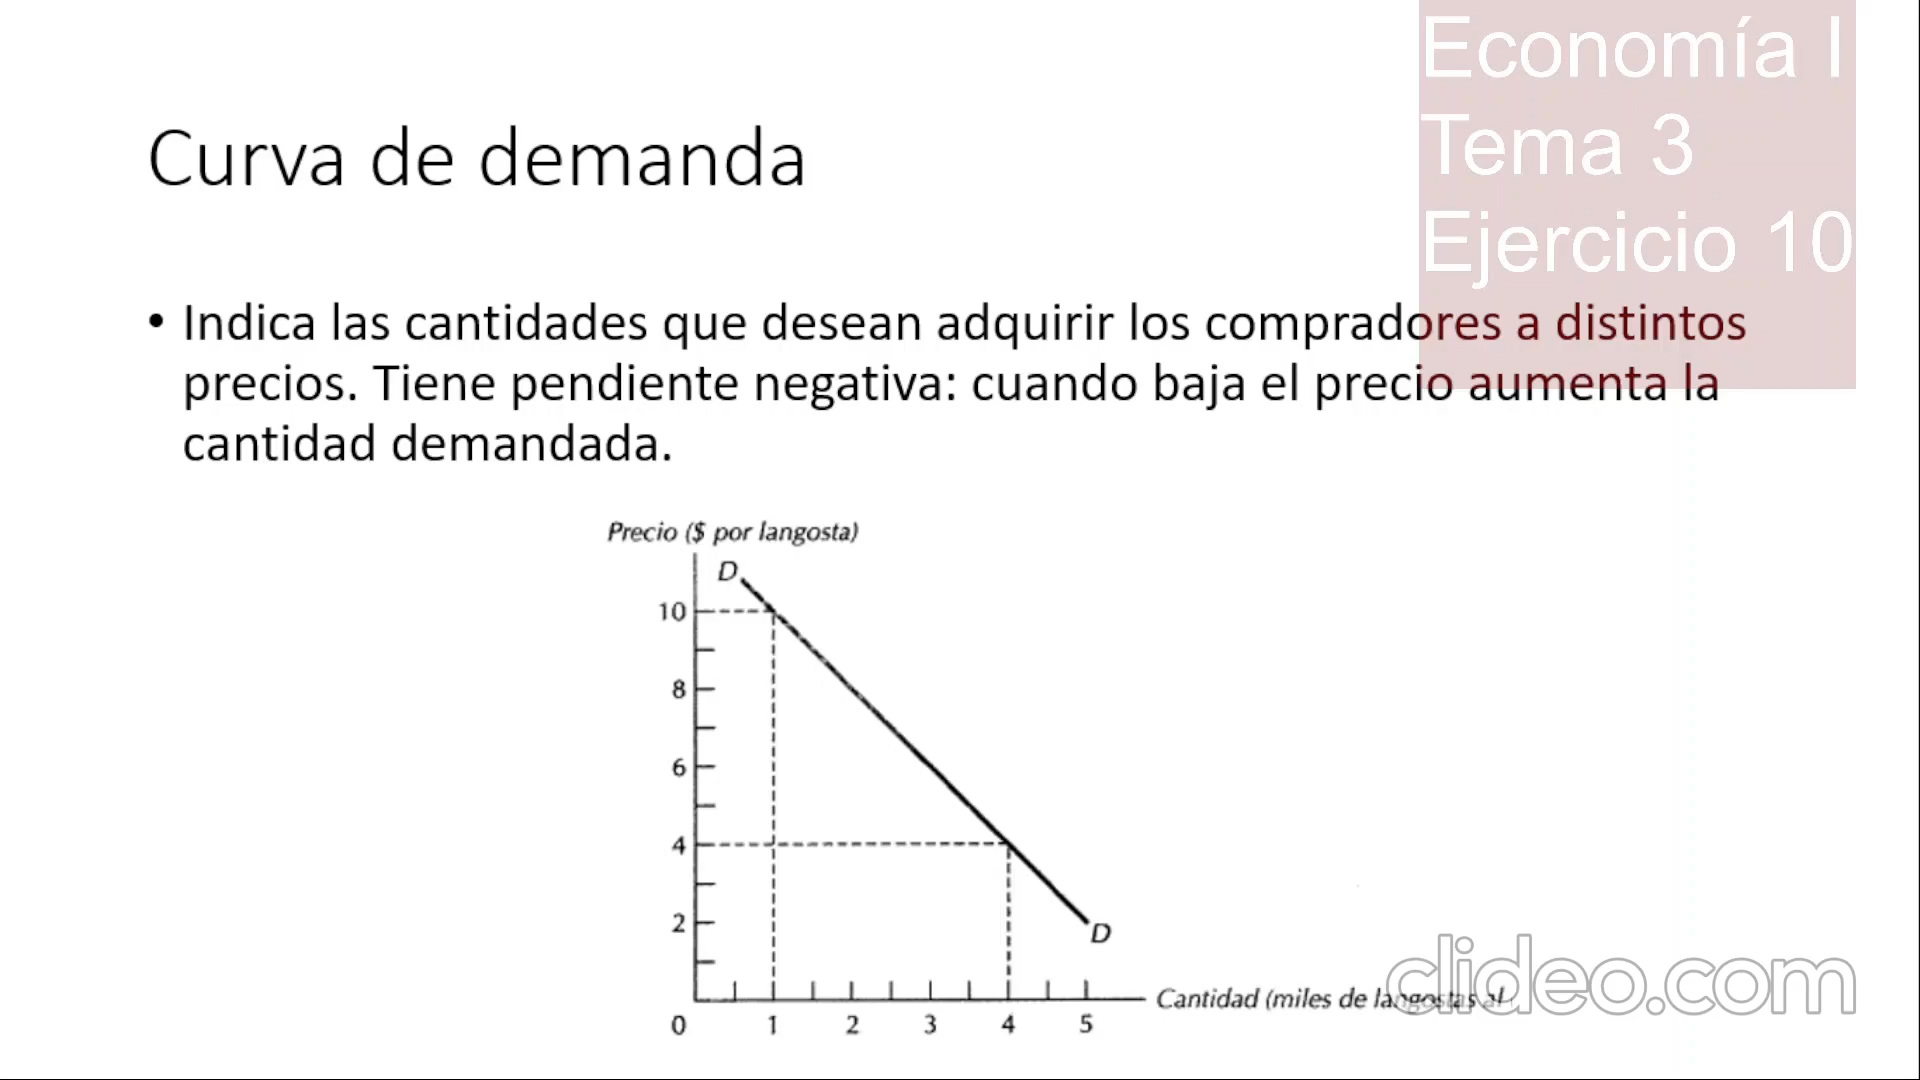 Economía I
Tema 3
Ejercicio 10
Curva de demanda
• Indica las cantidades que desean adquirir los compradores a distintos
precios. Tiene pendiente negativa: cuando baja el precio aumenta la
cantidad demandada.
Precio ($ por langosta)
D
10
8
6
4
2
D
Cantidad (miles de langostas al
0 1 2 3 4 5
clideo.com